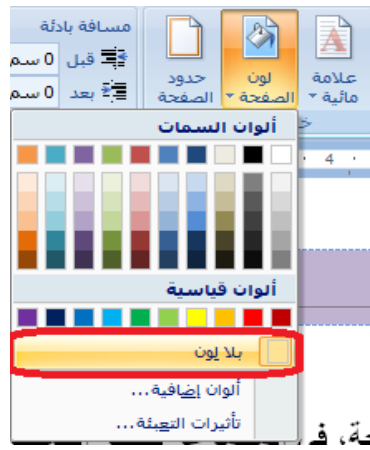 مسافة بادئة
قبل 0 سم
بعد 0 سم
حدود الصفحة
لون الصفحة
علامة مائية
4
ألوان السمات
ألوان قياسية
بلا لون
ألوان إضافية...
تأثيرات التعبئة...